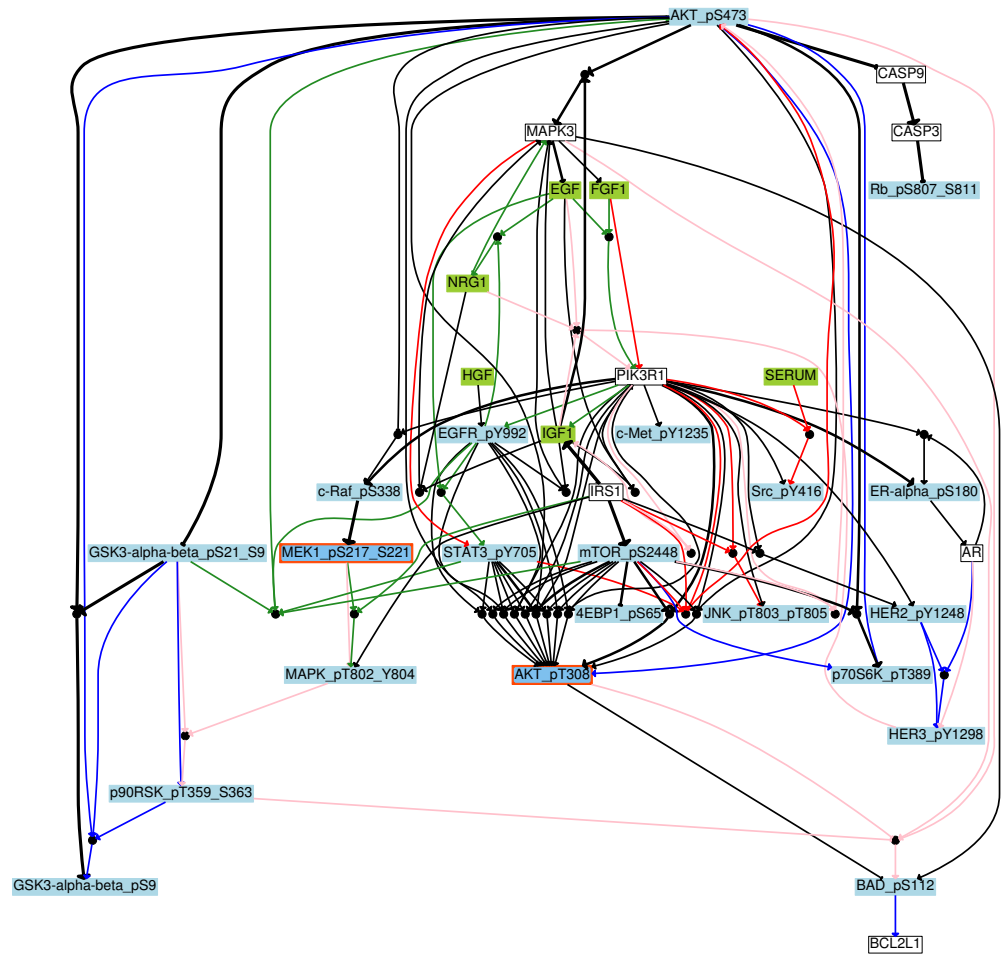 AKT_pS473
CASP9
MAPK3
CASP3
EGF
FGF1
Rb_pS807_S811
NRG1
HGF
PIK3R1
SERUM
EGFR_pY992
IGF1
c-Met_pY1235
c-Raf_pS338
IRS1
Src_pY416
ER-alpha_pS180
GSK3-alpha-beta_pS21_S9
MEK1_pS217_S221
STAT3_pY705
mTOR_pS2448
AR
4EBP1_pS65
JNK_pT803_pT805
HER2_pY1248
MAPK_pT802_Y804
AKT_pT308
p70S6K_pT389
HER3_pY1298
p90RSK_pT359_S363
GSK3-alpha-beta_pS9
BAD_pS112
BCL2L1